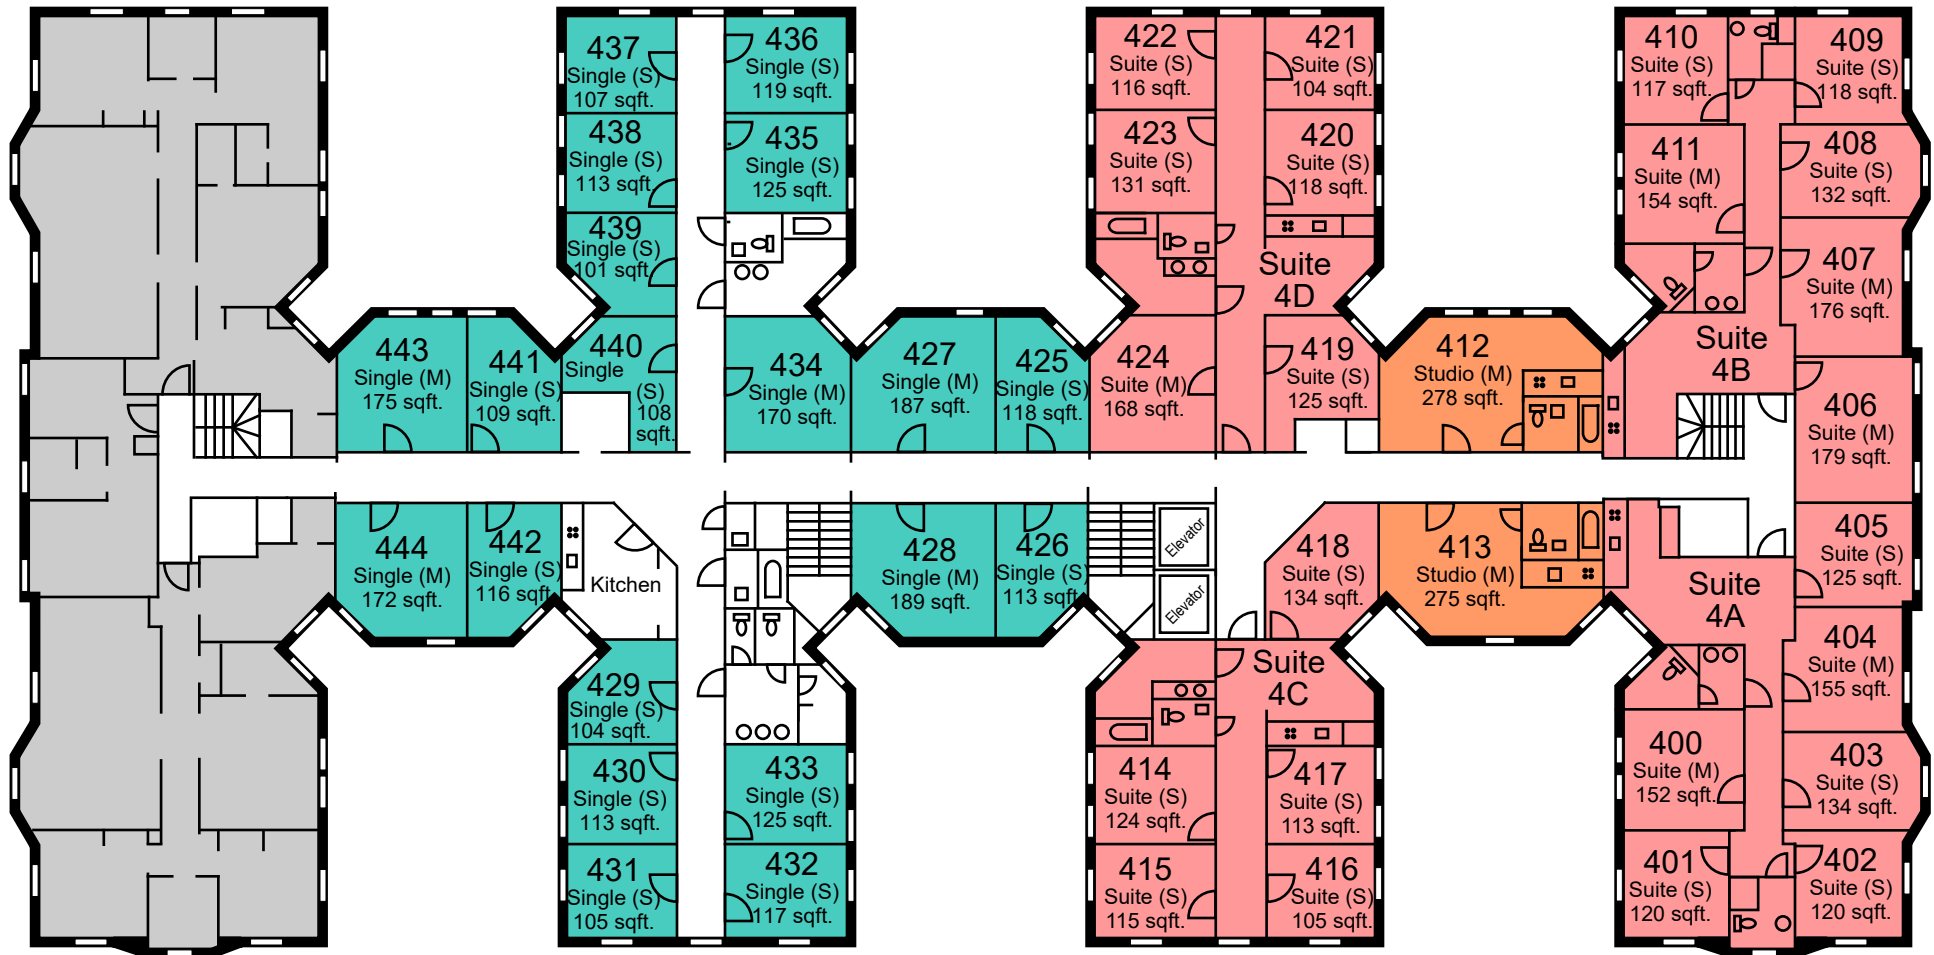 437
Single (S)
107 sqft.
436
Single (S)
119 sqft.
422
Suite (S)
116 sqft.
421
Suite (S)
104 sqft.
410
Suite (S)
117 sqft.
409
Suite (S)
118 sqft.
438
Single (S)
113 sqft.
435
Single (S)
125 sqft.
423
Suite (S)
131 sqft.
420
Suite (S)
118 sqft.
411
Suite (M)
154 sqft.
408
Suite (S)
132 sqft.
439
Single (S)
101 sqft.
Suite
4D
407
Suite (M)
176 sqft.
443
Single (M)
175 sqft.
441
Single (S)
109 sqft.
440
Single
(S)
108
sqft.
434
Single (M)
170 sqft.
427
Single (M)
187 sqft.
425
Single (S)
118 sqft.
424
Suite (M)
168 sqft.
419
Suite (S)
125 sqft.
412
Studio (M)
278 sqft.
Suite
4B
406
Suite (M)
179 sqft.
444
Single (M)
172 sqft.
442
Single (S)
116 sqft.
Kitchen
428
Single (M)
189 sqft.
426
Single (S)
113 sqft.
Elevator
Elevator
418
Suite (S)
134 sqft.
413
Studio (M)
275 sqft.
Suite
4A
405
Suite (S)
125 sqft.
404
Suite (M)
155 sqft.
429
Single (S)
104 sqft.
Suite
4C
430
Single (S)
113 sqft.
433
Single (S)
125 sqft.
414
Suite (S)
124 sqft.
417
Suite (S)
113 sqft.
400
Suite (M)
152 sqft.
403
Suite (S)
134 sqft.
431
Single (S)
105 sqft.
432
Single (S)
117 sqft.
415
Suite (S)
115 sqft.
416
Suite (S)
105 sqft.
401
Suite (S)
120 sqft.
402
Suite (S)
120 sqft.